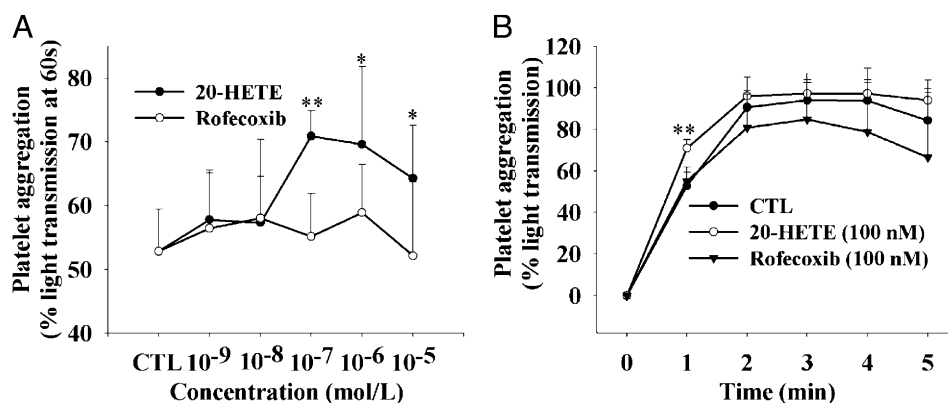 A
Platelet aggregation
(% light transmission at 60s)
80
70
60
50
40
20-HETE
Rofecoxib
**
*
*
CTL 10-9 10-8 10-7 10-6 10-5
Concentration (mol/L)
B
Platelet aggregation
(% light transmission)
120
100
80
60
40
20
0
**
CTL
20-HETE (100 nM)
Rofecoxib (100 nM)
0 1 2 3 4 5
Time (min)